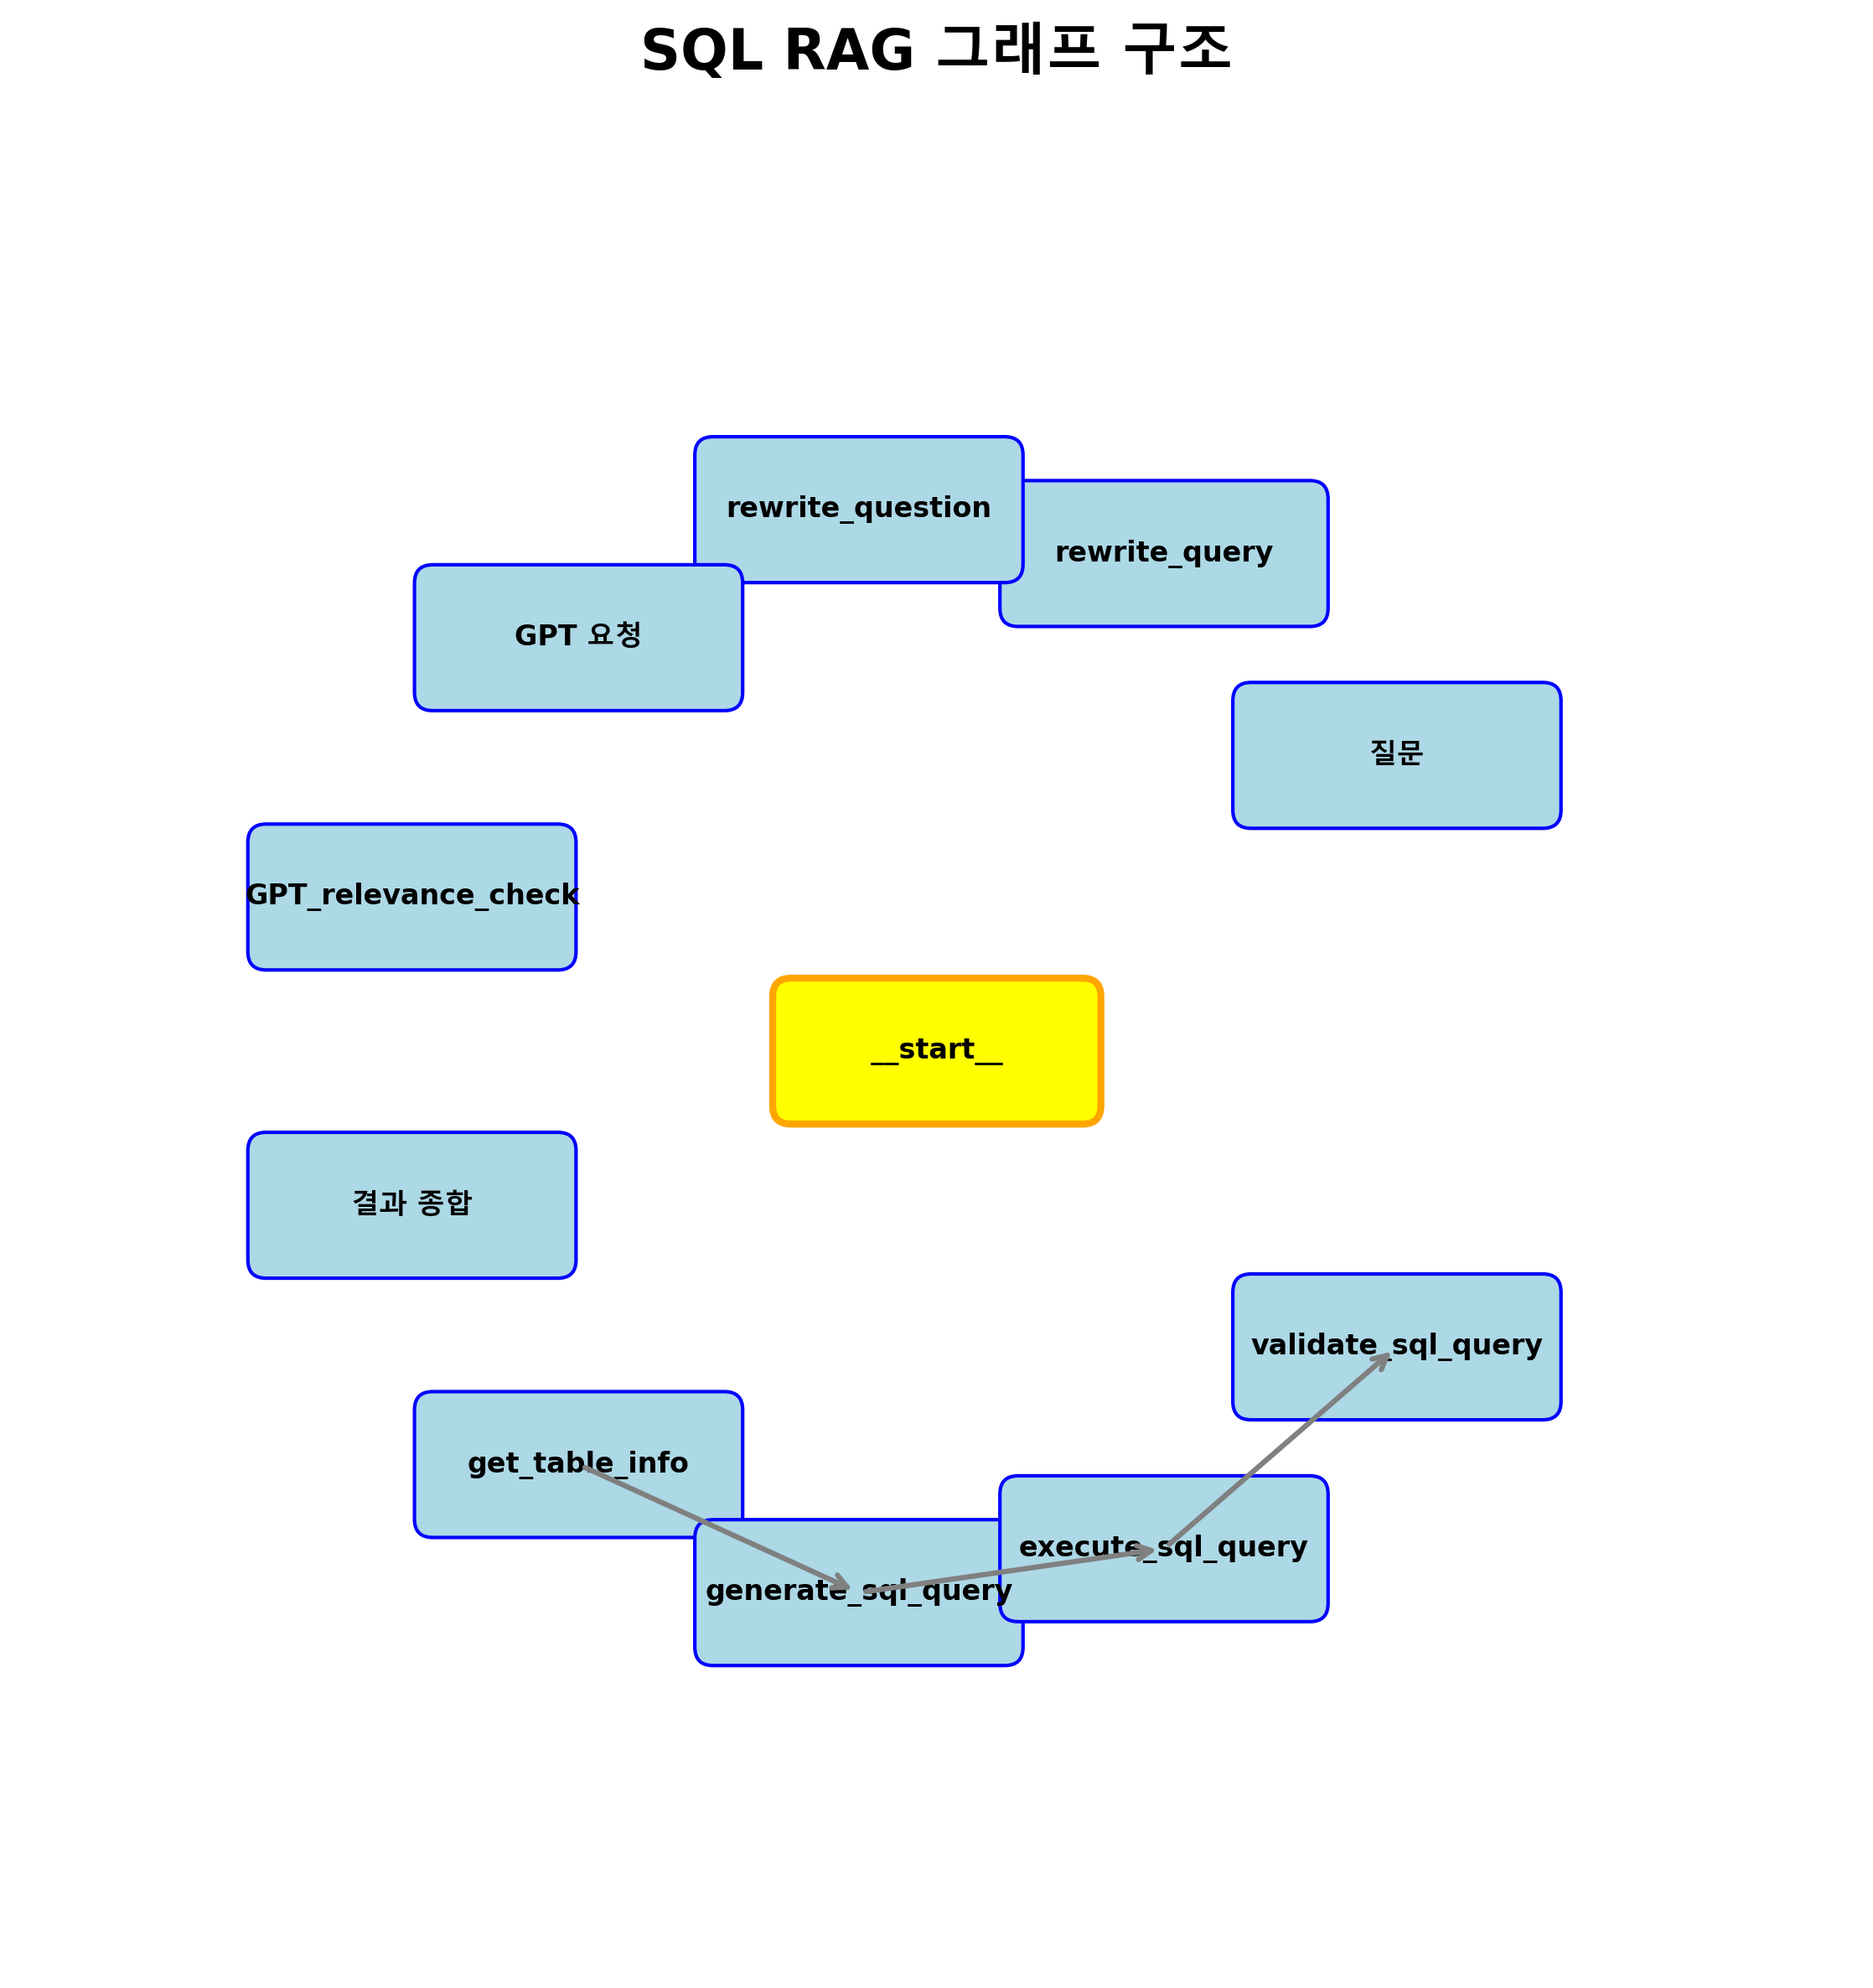 SQL RAG 그래프 구조
rewrite_question
rewrite_query
GPT 요청
질문
GPT_relevance_check
__start__
결과 종합
validate_sql_query
get_table_info
execute_sql_query
generate_sql_query